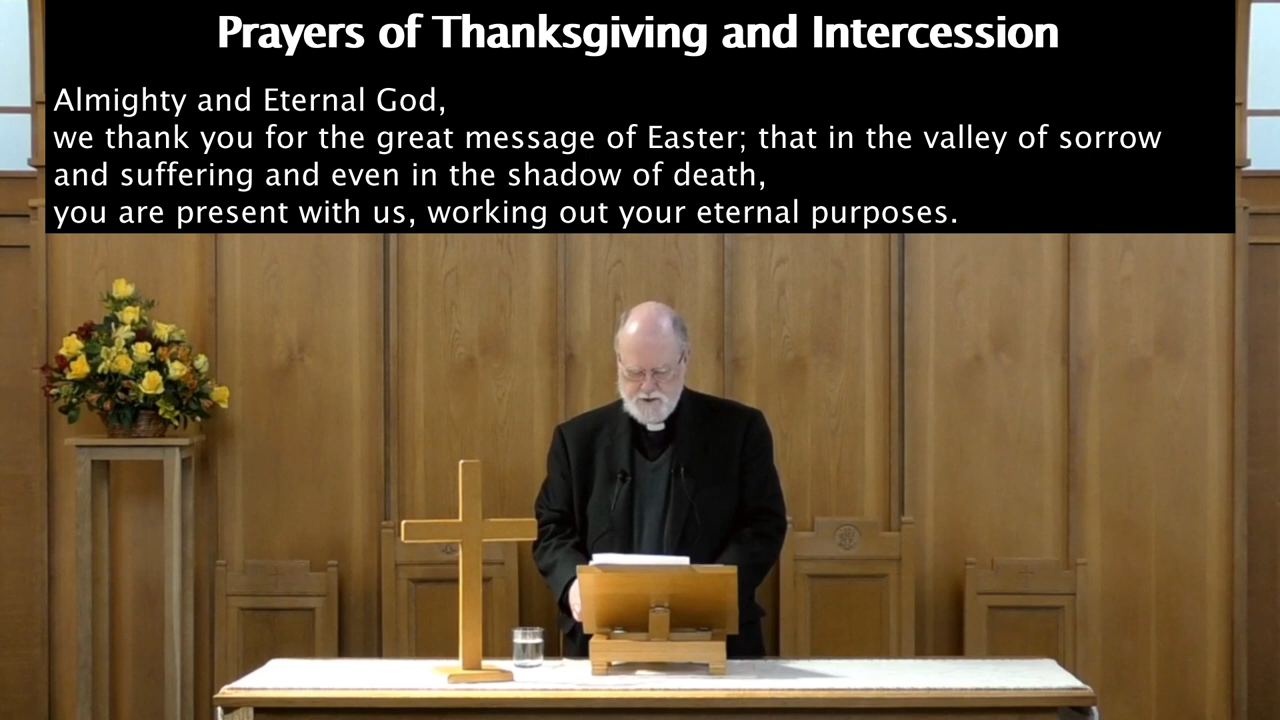 Prayers of Thanksgiving and Intercession
Almighty and Eternal God,
we thank you for the great message of Easter; that in the valley of sorrow
and suffering and even in the shadow of death,
you are present with us, working out your eternal purposes.